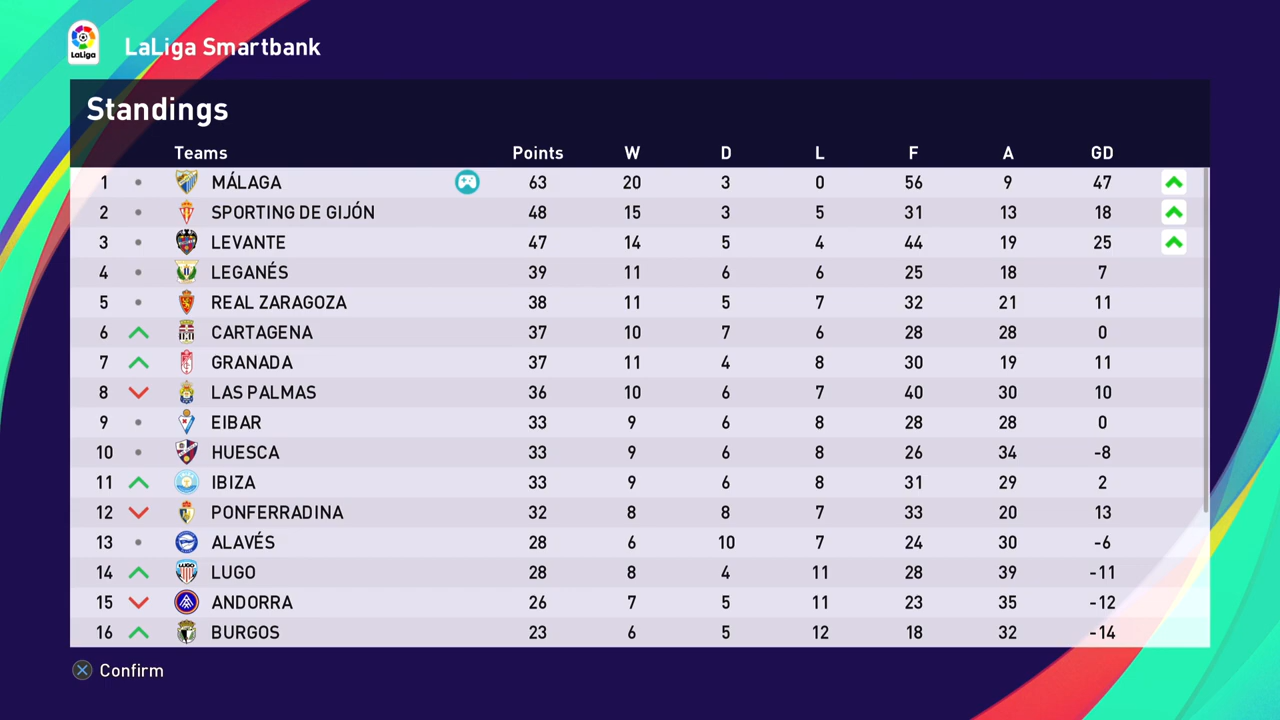 LaLiga LaLiga Smartbank
Standings
Teams Points W D L F A GD
1 MÁLAGA 63 20 3 0 56 9 47
2 SPORTING DE GIJÓN 48 15 3 5 31 13 18
3 LEVANTE 47 14 5 4 44 19 25
4 LEGANÉS 39 11 6 6 25 18 7
5 REAL ZARAGOZA 38 11 5 7 32 21 11
6 CARTAGENA 37 10 7 6 28 28 0
7 GRANADA 37 11 4 8 30 19 11
8 LAS PALMAS 36 10 6 7 40 30 10
9 EIBAR 33 9 6 8 28 28 0
10 HUESCA 33 9 6 8 26 34 -8
11 IBIZA 33 9 6 8 31 29 2
12 PONFERRADINA 32 8 8 7 33 20 13
13 ALAVÉS 28 6 10 7 24 30 -6
14 LUGO 28 8 4 11 28 39 -11
15 ANDORRA 26 7 5 11 23 35 -12
16 BURGOS 23 6 5 12 18 32 -14
Confirm